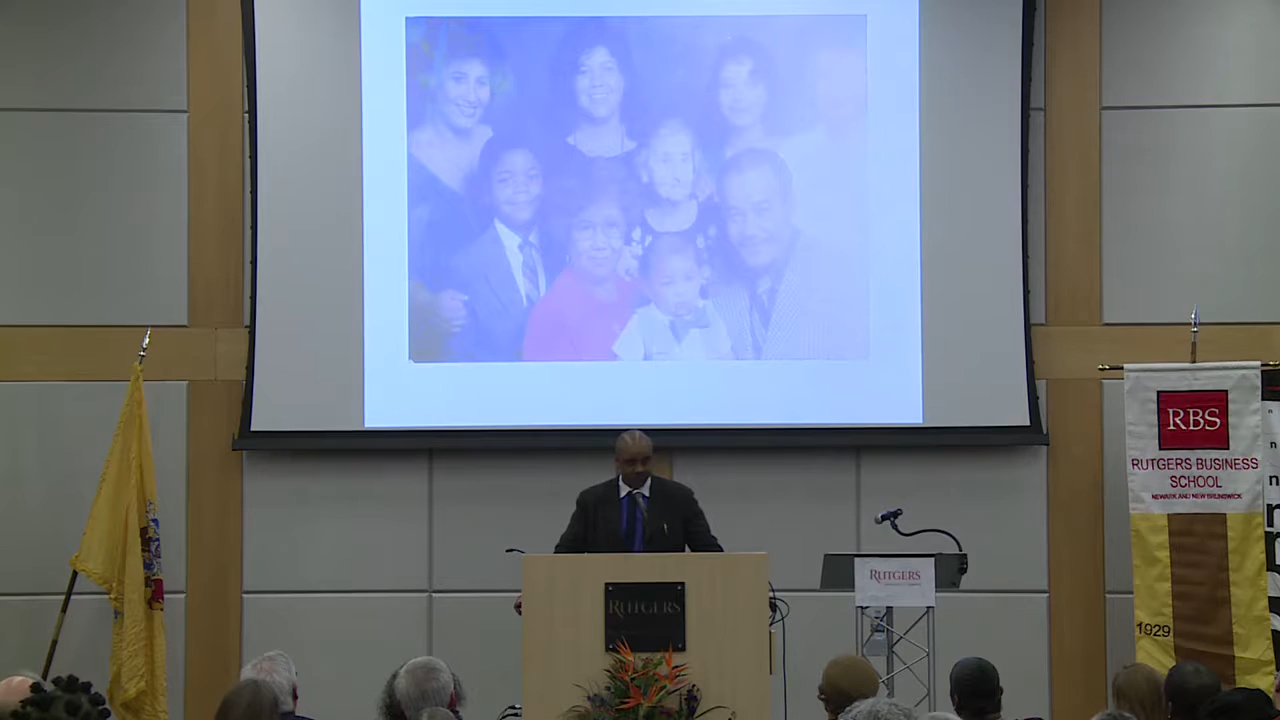 RBS
RUTGERS BUSINESS
SCHOOL
NEWARK AND NEW BRUNSWICK
1929
RUTGERS
RUTGERS